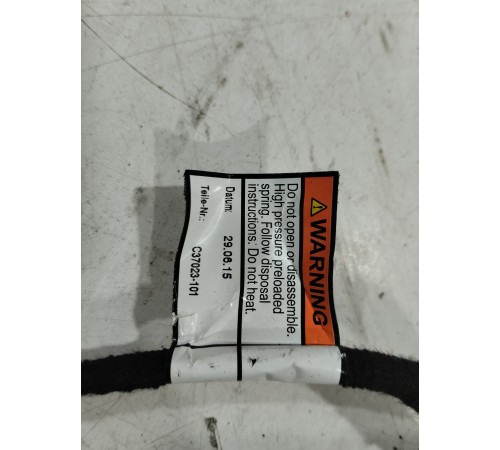 ⚠ WARNING
Do not open or disassemble.
High pressure preloaded
spring. Follow disposal
instructions. Do not heat.
Datum: 29.06.15
Teile-Nr.: C37023-101